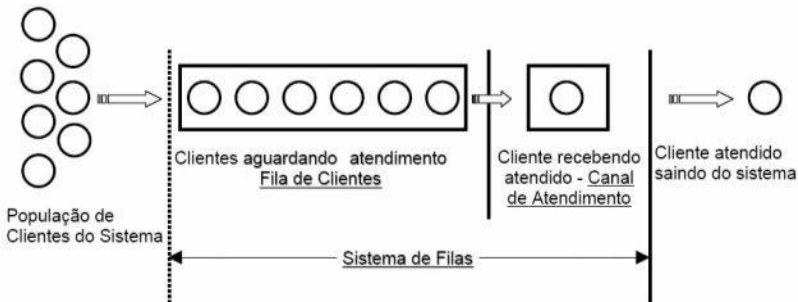 Clientes aguardando atendimento
Fila de Clientes
Cliente recebendo
atendido - Canal
de Atendimento
Cliente atendido
saindo do sistema
População de
Clientes do Sistema
Sistema de Filas